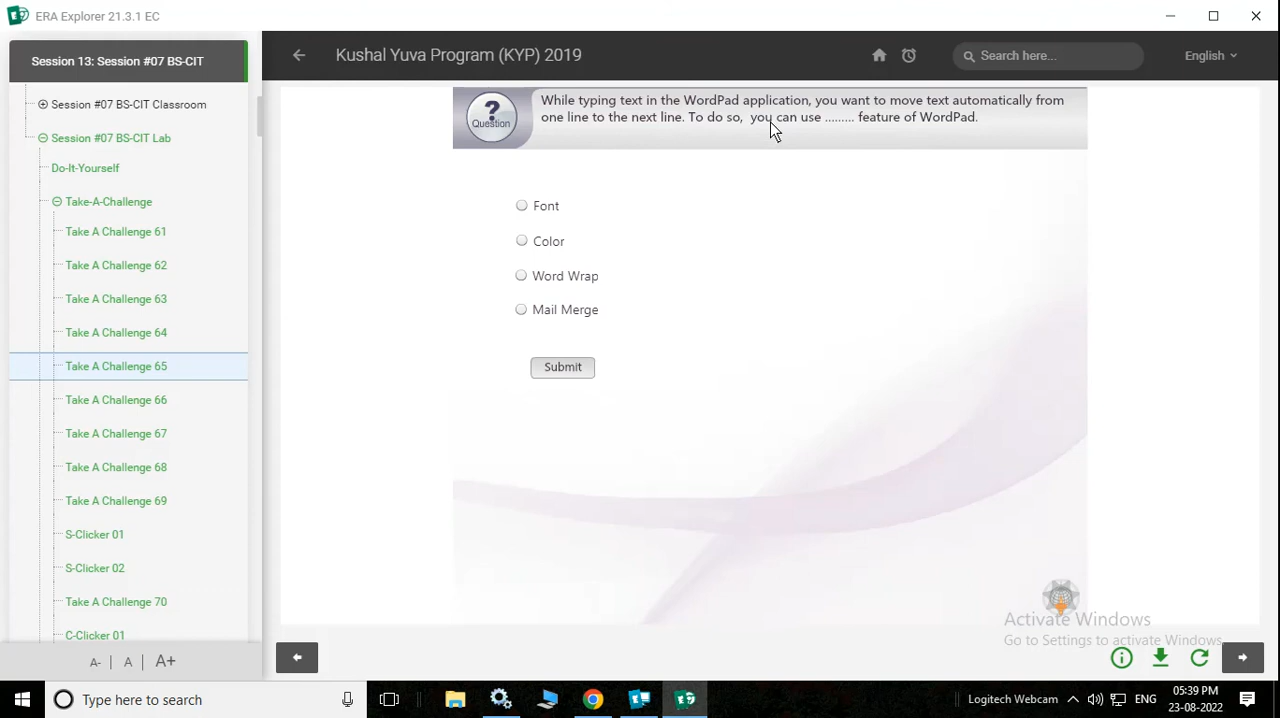 ERA Explorer 21.3.1 EC
Session 13: Session #07 BS-CIT
Kushal Yuva Program (KYP) 2019
Search here...
English
Session #07 BS-CIT Classroom
Session #07 BS-CIT Lab
Do-It-Yourself
Take-A-Challenge
Take A Challenge 61
Take A Challenge 62
Take A Challenge 63
Take A Challenge 64
Take A Challenge 65
Take A Challenge 66
Take A Challenge 67
Take A Challenge 68
Take A Challenge 69
S-Clicker 01
S-Clicker 02
Take A Challenge 70
C-Clicker 01
A- | A | A+
?
Question
While typing text in the WordPad application, you want to move text automatically from
one line to the next line. To do so, you can use ......... feature of WordPad.
Font
Color
Word Wrap
Mail Merge
Submit
Activate Windows
Go to Settings to activate Windows.
Type here to search
Logitech Webcam
ENG
05:39 PM
23-08-2022